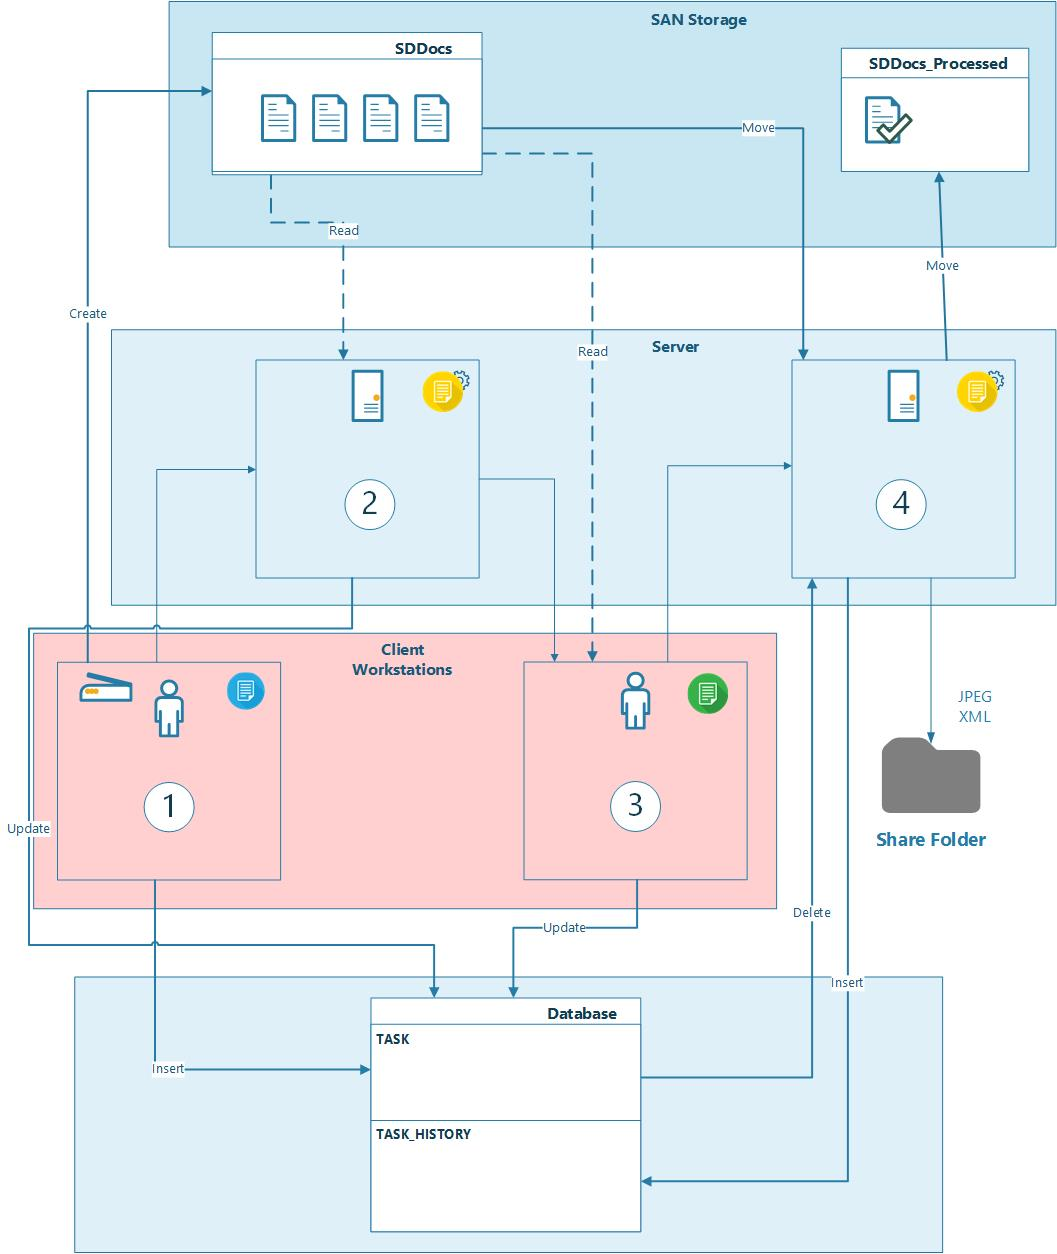 SAN Storage
SDDocs
SDDocs_Processed
Move
Read
Move
Create
Server
Read
2
4
Client
Workstations
JPEG
XML
1
3
Update
Share Folder
Delete
Update
Insert
Database
TASK
Insert
TASK_HISTORY